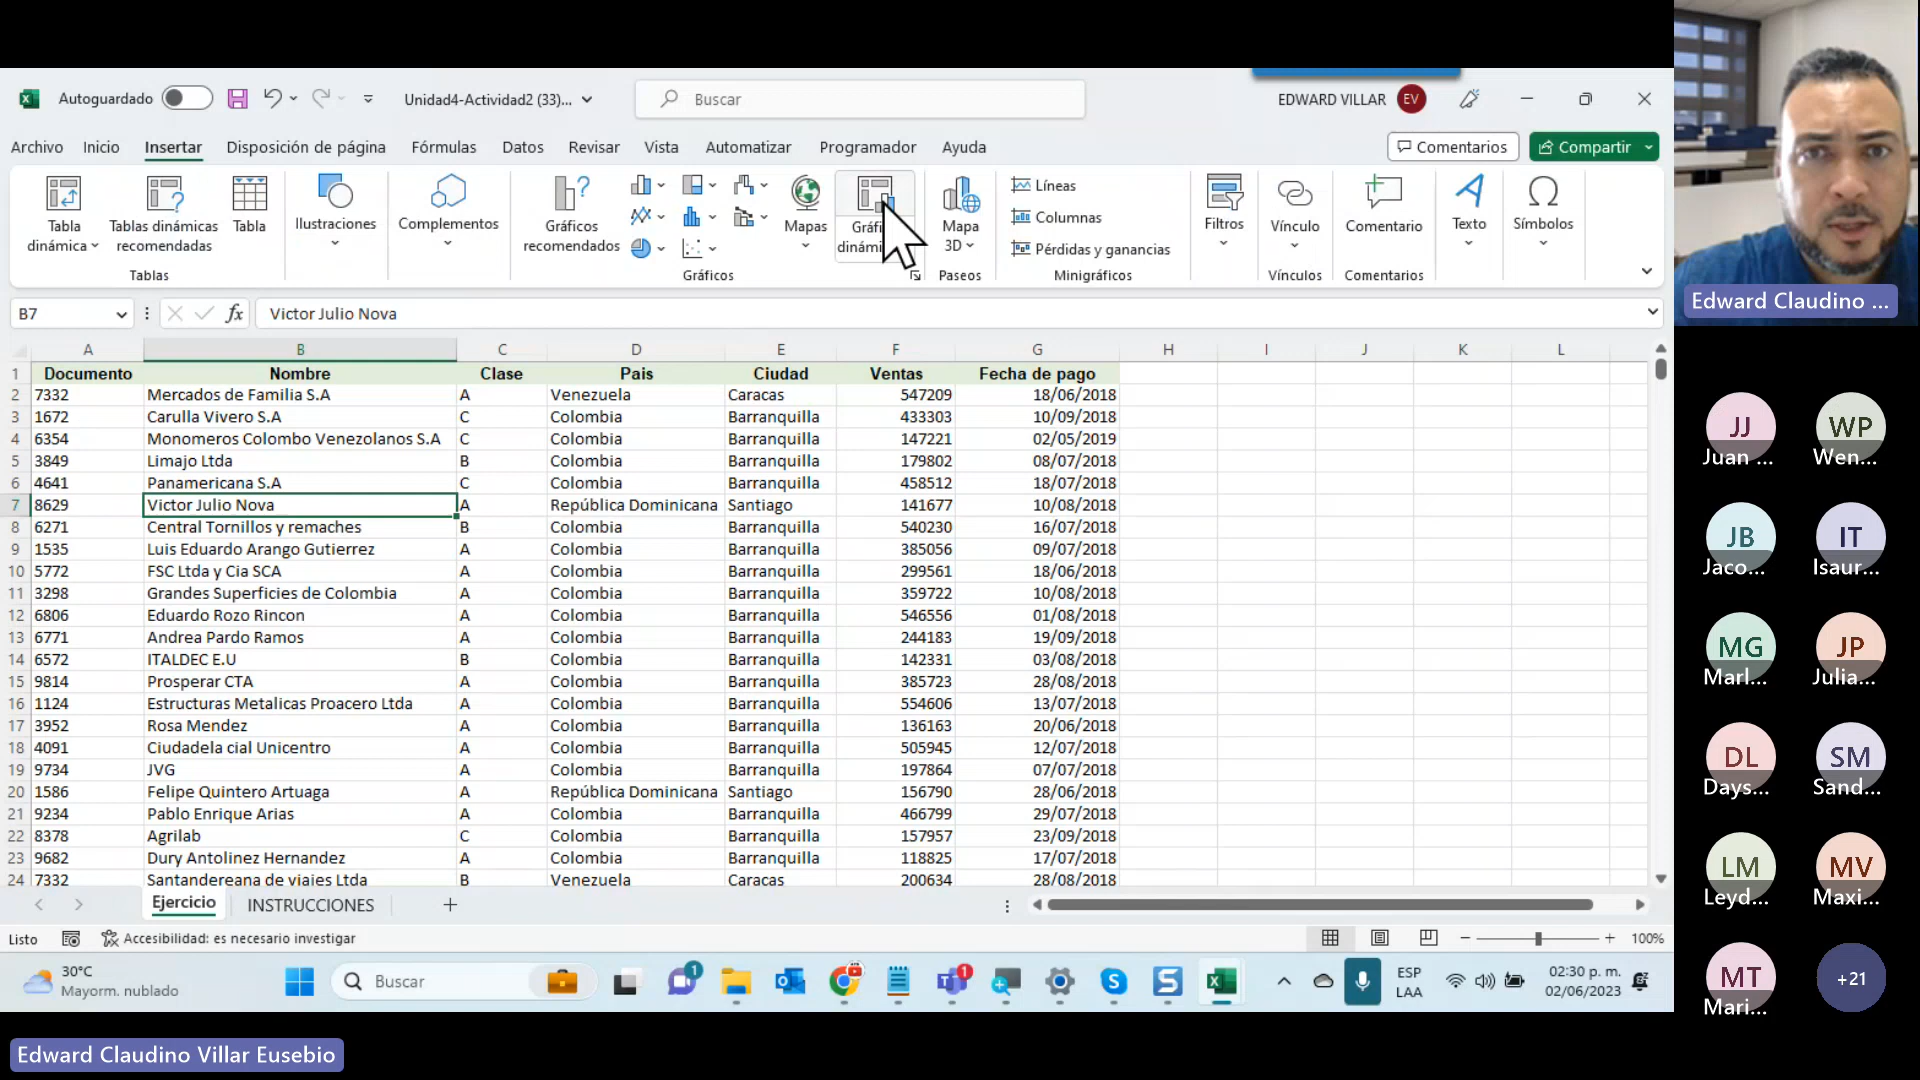 Autoguardado
Unidad4-Actividad2 (33)...
Buscar
EDWARD VILLAR
EV
Archivo Inicio Insertar Disposición de página Fórmulas Datos Revisar Vista Automatizar Programador Ayuda
Comentarios
Compartir
Tabla dinámica
Tablas dinámicas recomendadas
Tabla
Tablas
Ilustraciones
Complementos
Gráficos recomendados
Mapas
Gráficos
Mapa 3D
Paseos
Líneas
Columnas
Pérdidas y ganancias
Minigráficos
Filtros
Vínculo
Vínculos
Comentario
Comentarios
Texto
Símbolos
B7
fx
Victor Julio Nova
A B C D E F G H I J K L
1 Documento Nombre Clase Pais Ciudad Ventas Fecha de pago
2 7332 Mercados de Familia S.A A Venezuela Caracas 547209 18/06/2018
3 1672 Carulla Vivero S.A C Colombia Barranquilla 433303 10/09/2018
4 6354 Monomeros Colombo Venezolanos S.A C Colombia Barranquilla 147221 02/05/2019
5 3849 Limajo Ltda B Colombia Barranquilla 179802 08/07/2018
6 4641 Panamericana S.A C Colombia Barranquilla 458512 18/07/2018
7 8629 Victor Julio Nova A República Dominicana Santiago 141677 10/08/2018
8 6271 Central Tornillos y remaches B Colombia Barranquilla 540230 16/07/2018
9 1535 Luis Eduardo Arango Gutierrez A Colombia Barranquilla 385056 09/07/2018
10 5772 FSC Ltda y Cia SCA A Colombia Barranquilla 299561 18/06/2018
11 3298 Grandes Superficies de Colombia A Colombia Barranquilla 359722 10/08/2018
12 6806 Eduardo Rozo Rincon A Colombia Barranquilla 546556 01/08/2018
13 6771 Andrea Pardo Ramos A Colombia Barranquilla 244183 19/09/2018
14 6572 ITALDEC E.U B Colombia Barranquilla 142331 03/08/2018
15 9814 Prosperar CTA A Colombia Barranquilla 385723 28/08/2018
16 1124 Estructuras Metalicas Proacero Ltda A Colombia Barranquilla 554606 13/07/2018
17 3952 Rosa Mendez A Colombia Barranquilla 136163 20/06/2018
18 4091 Ciudadela cial Unicentro A Colombia Barranquilla 505945 12/07/2018
19 9734 JVG A Colombia Barranquilla 197864 07/07/2018
20 1586 Felipe Quintero Artuaga A República Dominicana Santiago 156790 28/06/2018
21 9234 Pablo Enrique Arias A Colombia Barranquilla 466799 29/07/2018
22 8378 Agrilab C Colombia Barranquilla 157957 23/09/2018
23 9682 Dury Antolinez Hernandez A Colombia Barranquilla 118825 17/07/2018
24 7332 Santandereana de viajes Ltda B Venezuela Caracas 200634 28/08/2018
Ejercicio INSTRUCCIONES
Listo
Accesibilidad: es necesario investigar
100%
30°C
Mayorm. nublado
Buscar
1
1
ESP
LAA
02:30 p. m.
02/06/2023
Edward Claudino Villar Eusebio
Edward Claudino ...
JJ
Juan ...
WP
Wen...
JB
Jaco...
IT
Isaur...
MG
Marl...
JP
Julia...
DL
Days...
SM
Sand...
LM
Leyd...
MV
Maxi...
MT
Mari...
+21